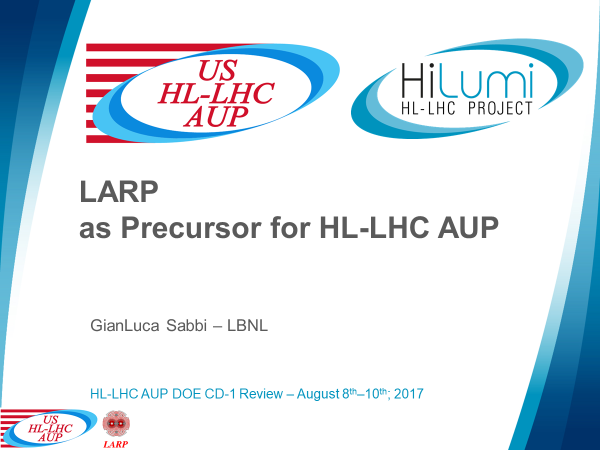 US
HL-LHC
AUP
HiLumi
HL-LHC PROJECT
LARP
as Precursor for HL-LHC AUP
GianLuca Sabbi – LBNL
HL-LHC AUP DOE CD-1 Review – August 8th–10th; 2017
US
HL-LHC
AUP
LARP